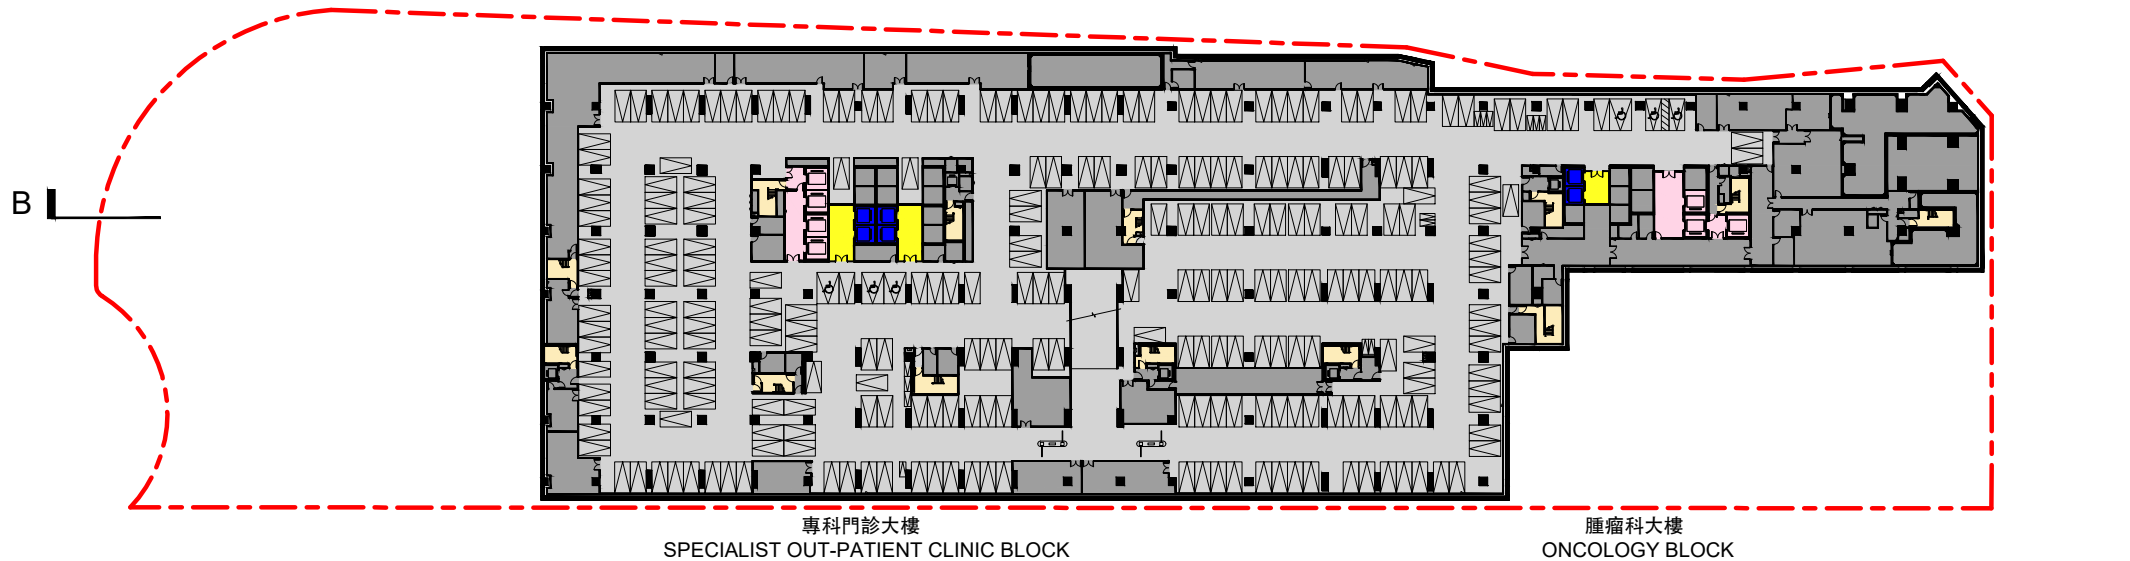 B
專科門診大樓
SPECIALIST OUT-PATIENT CLINIC BLOCK
腫瘤科大樓
ONCOLOGY BLOCK